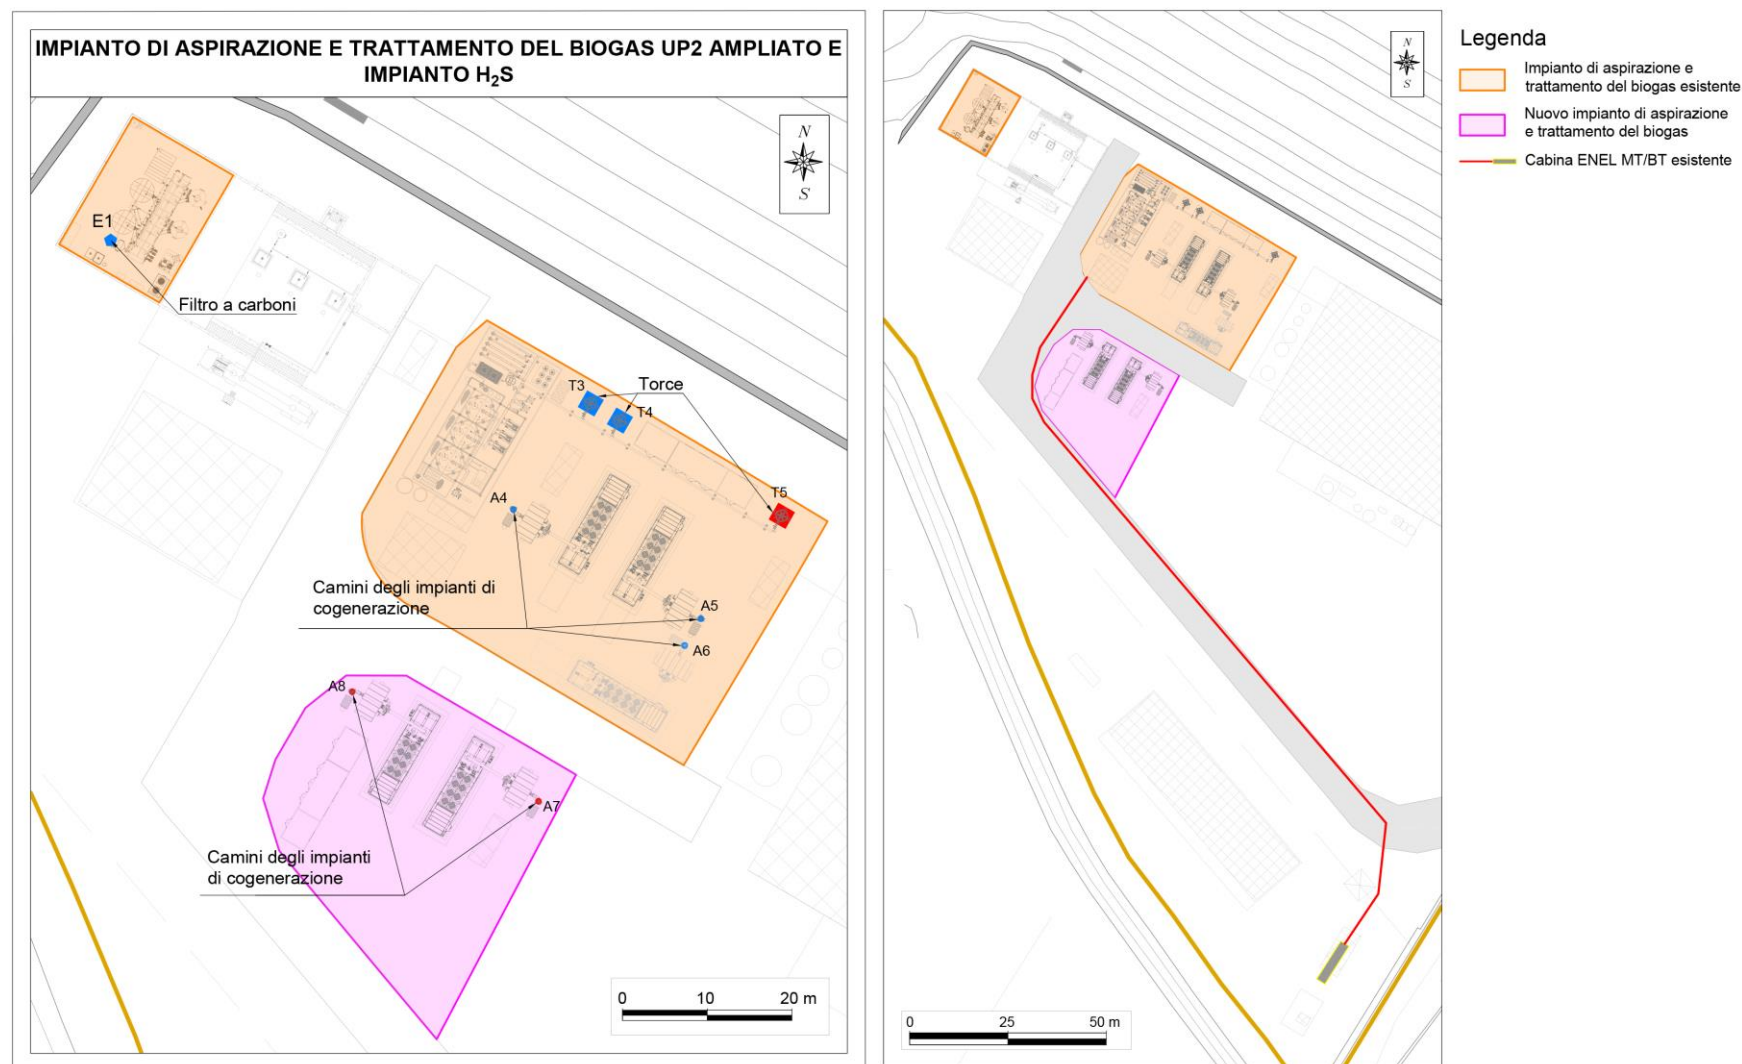 IMPIANTO DI ASPIRAZIONE E TRATTAMENTO DEL BIOGAS UP2 AMPLIATO E
IMPIANTO H₂S
N
S
E1
Filtro a carboni
T3
Torce
T4
T5
A4
Camini degli impianti di
cogenerazione
A5
A6
A8
A7
Camini degli impianti
di cogenerazione
0 10 20 m
N
S
0 25 50 m
Legenda
Impianto di aspirazione e
trattamento del biogas esistente
Nuovo impianto di aspirazione
e trattamento del biogas
Cabina ENEL MT/BT esistente